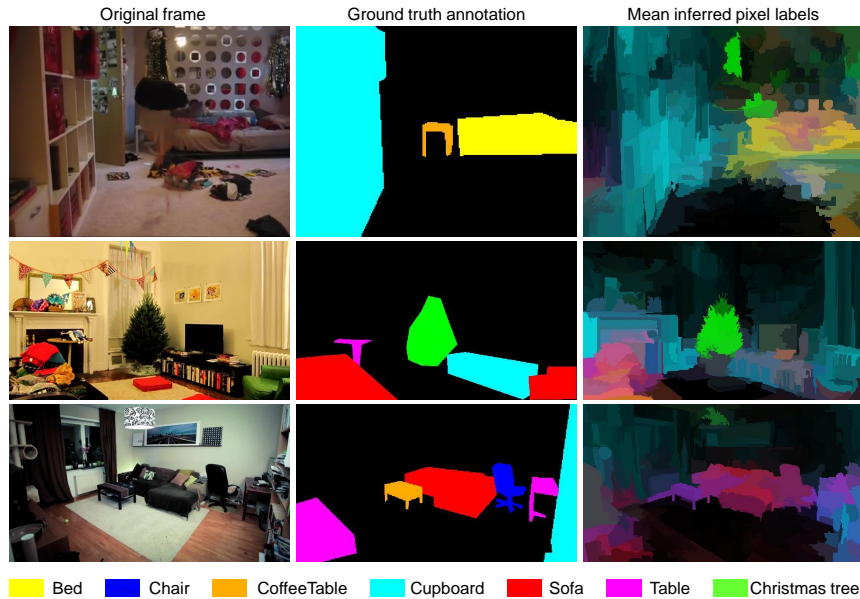 Original frame
Ground truth annotation
Mean inferred pixel labels
Bed
Chair
CoffeeTable
Cupboard
Sofa
Table
Christmas tree